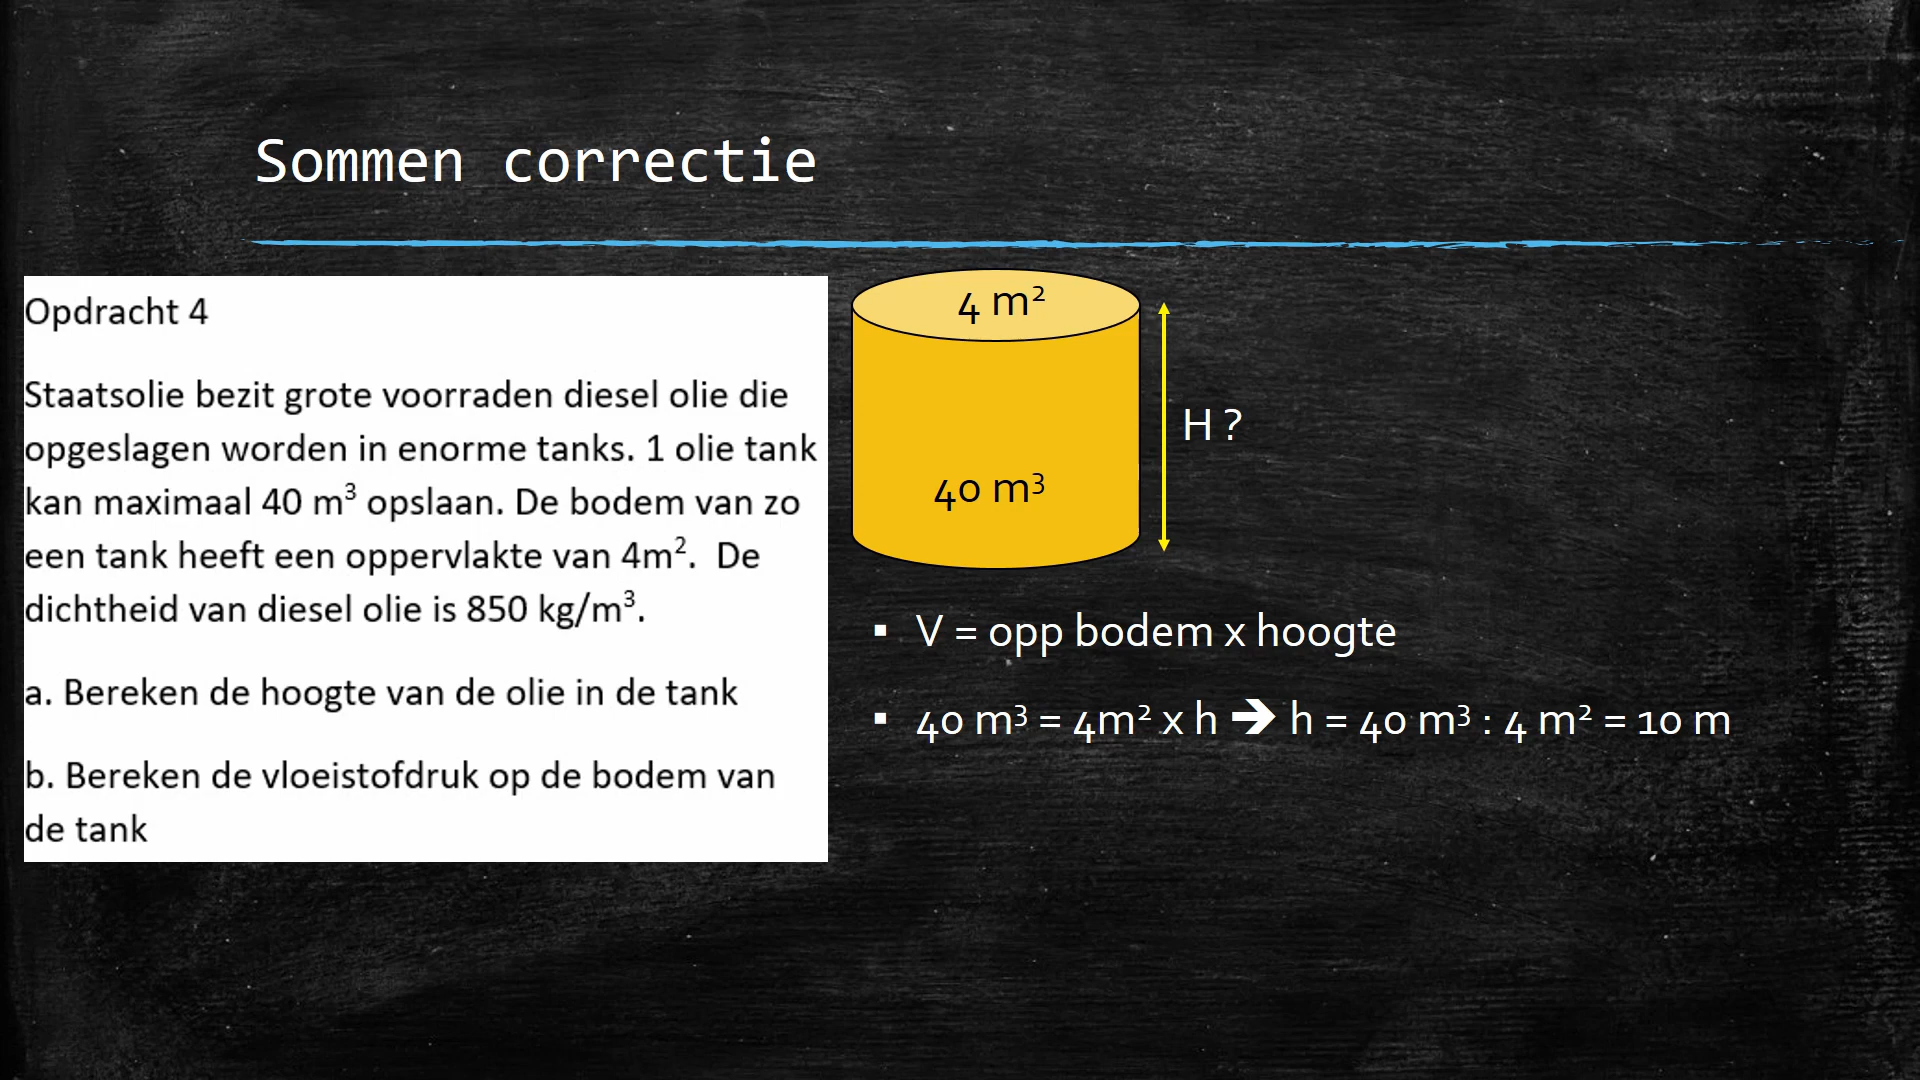 Sommen correctie
Opdracht 4
Staatsolie bezit grote voorraden diesel olie die
opgeslagen worden in enorme tanks. 1 olie tank
kan maximaal 40 m³ opslaan. De bodem van zo
een tank heeft een oppervlakte van 4m².  De
dichtheid van diesel olie is 850 kg/m³.
a. Bereken de hoogte van de olie in de tank
b. Bereken de vloeistofdruk op de bodem van
de tank
4 m²
H ?
40 m³
▪ V = opp bodem x hoogte
▪ 40 m³ = 4m² x h 🡺 h = 40 m³ : 4 m² = 10 m